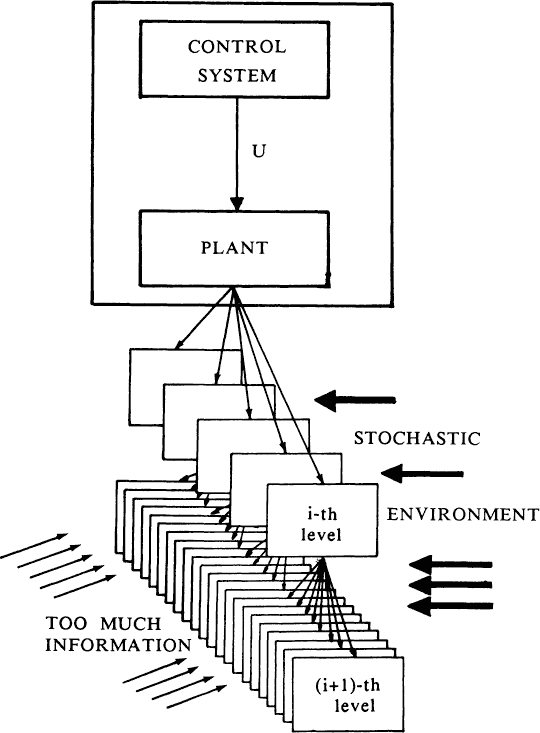 CONTROL
SYSTEM
U
PLANT
STOCHASTIC
i-th
level
ENVIRONMENT
TOO MUCH
INFORMATION
(i+1)-th
level